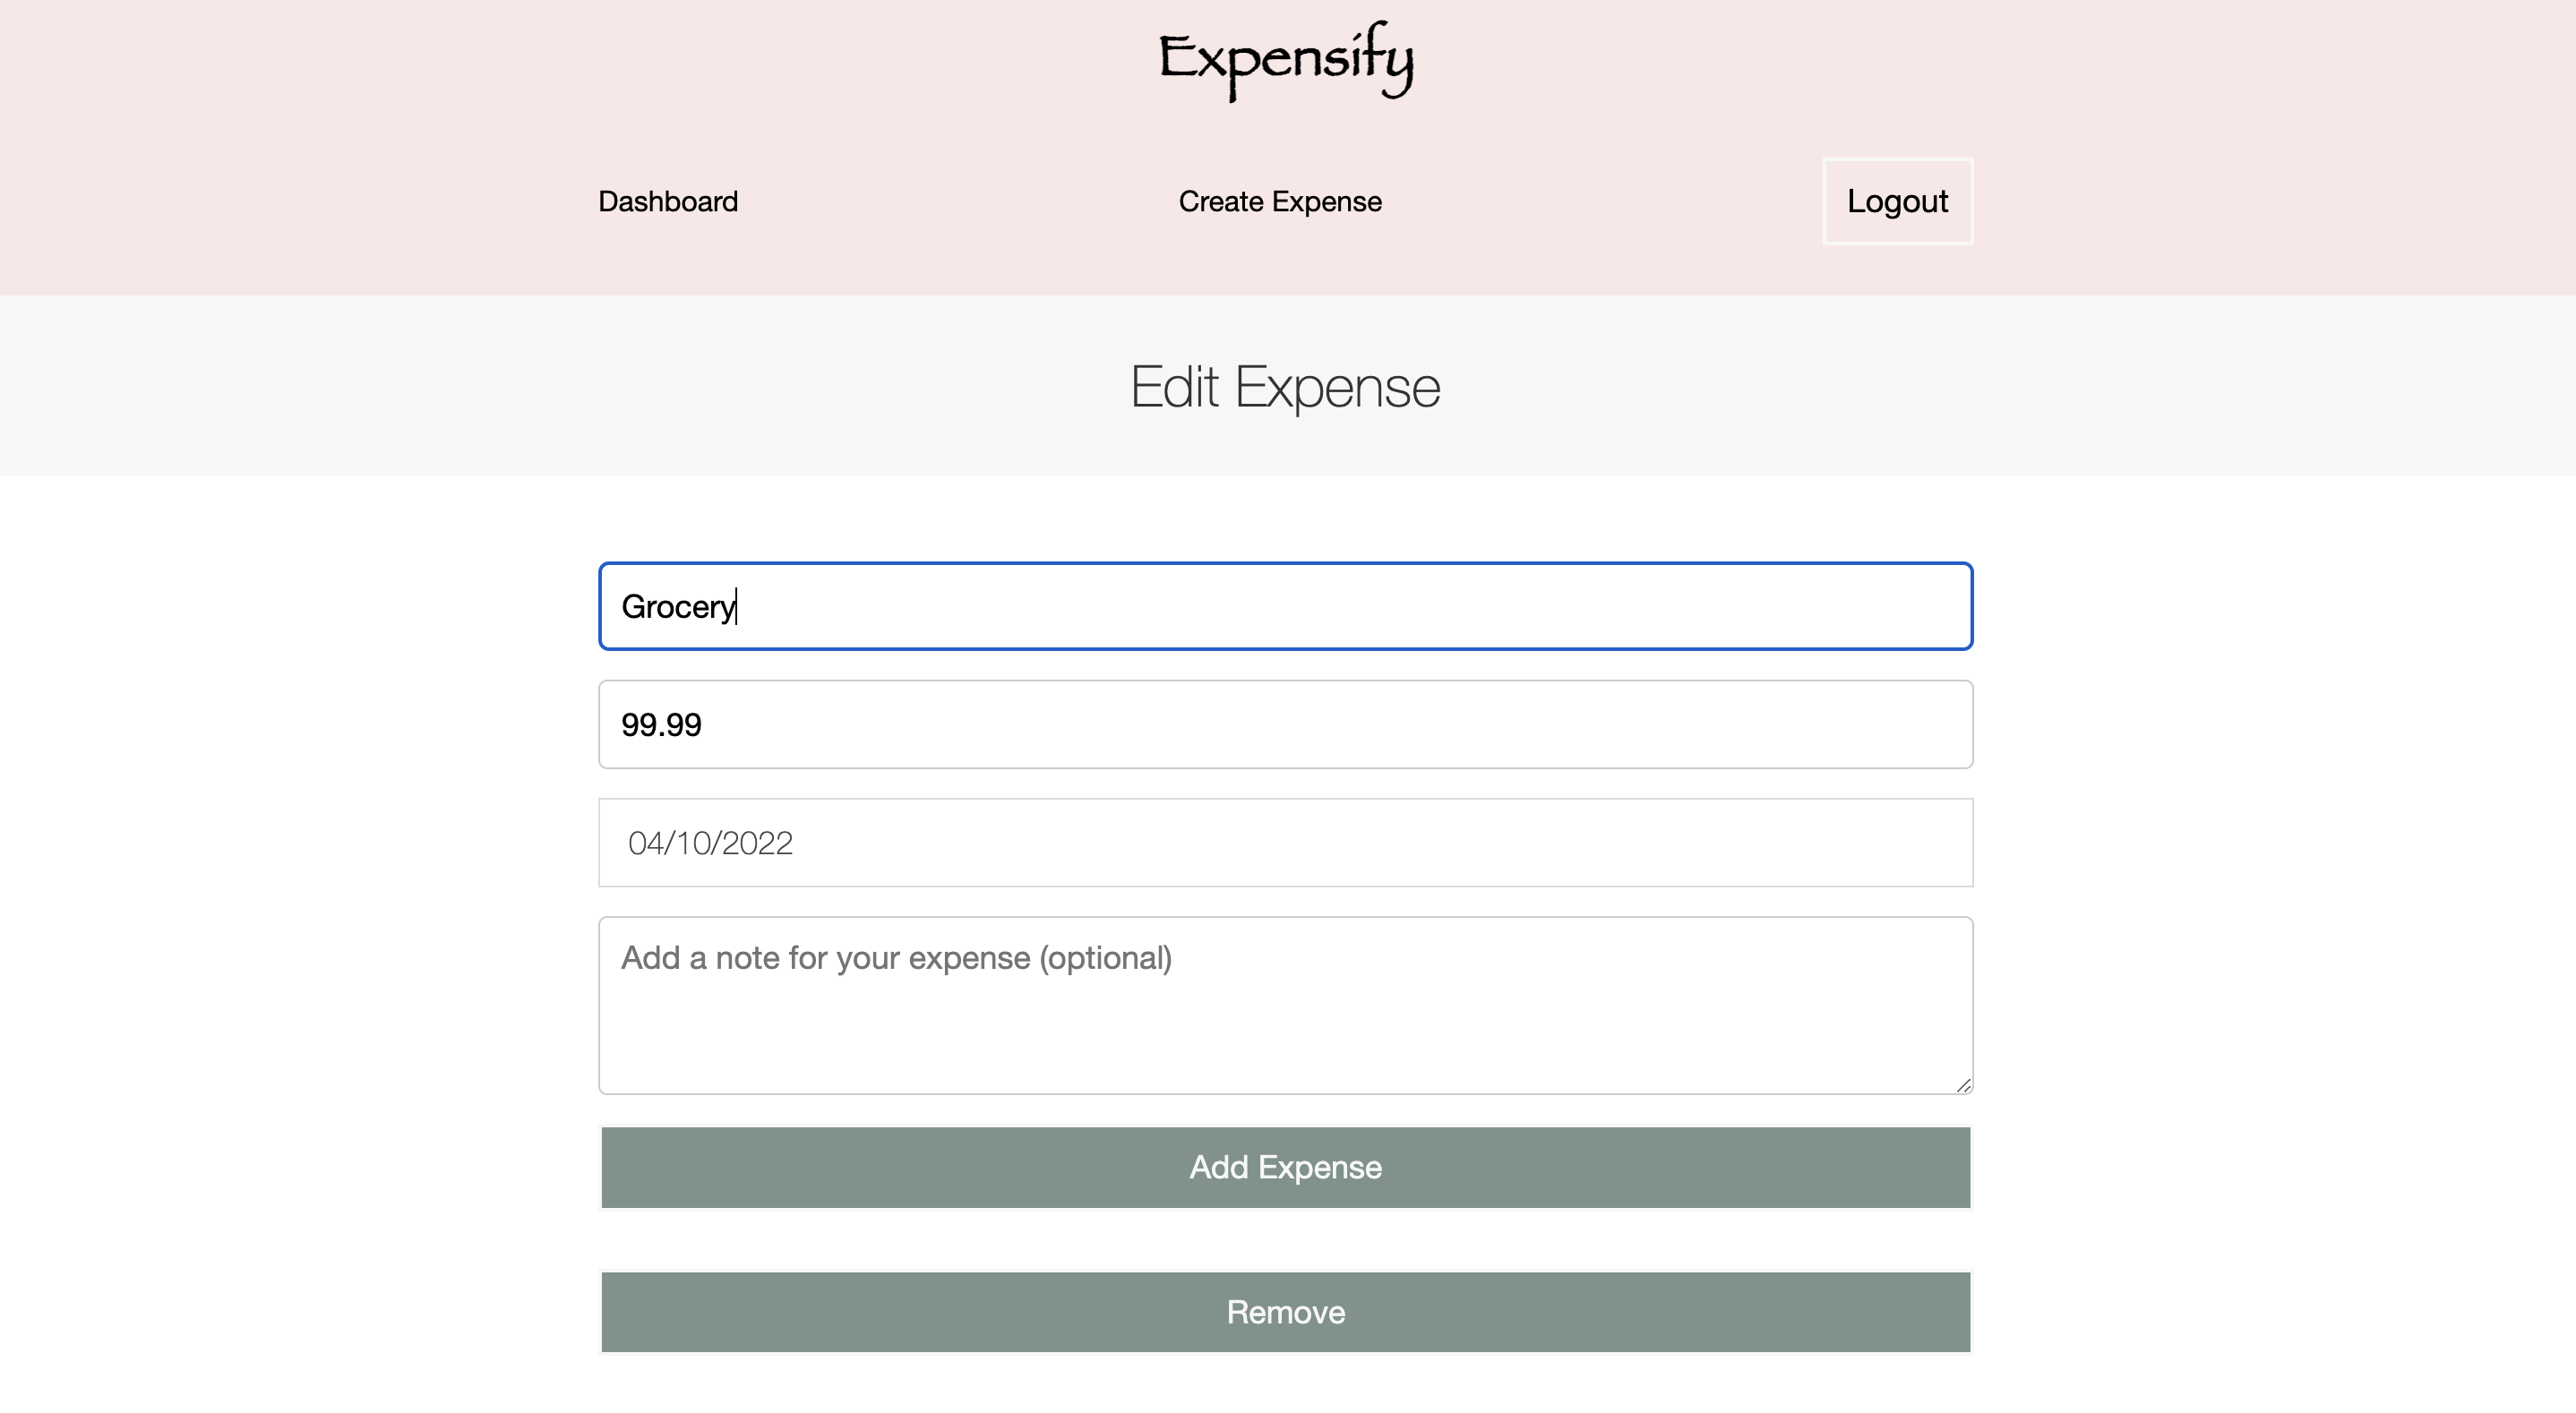 Expensify
Dashboard
Create Expense
Logout
Edit Expense
Grocery
99.99
04/10/2022
Add a note for your expense (optional)
Add Expense
Remove